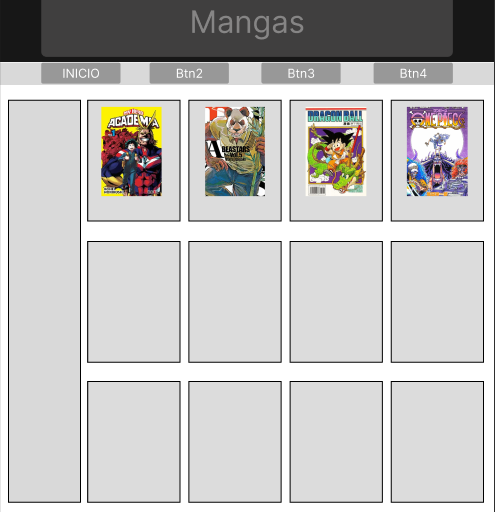 Mangas
INICIO
Btn2
Btn3
Btn4
ACADEMIA
BEASTARS
DRAGON BALL
ONE PIECE